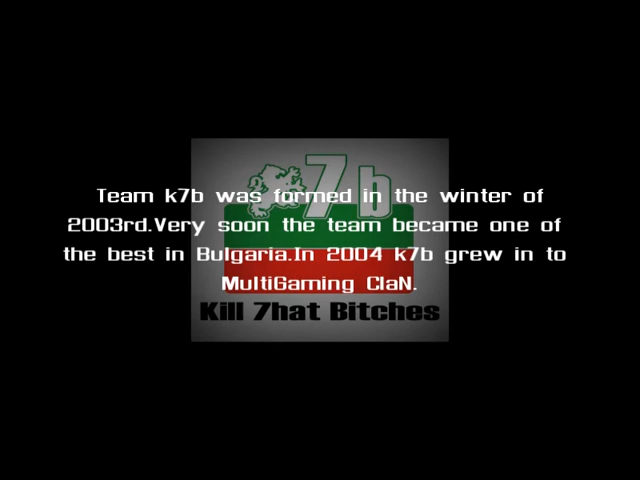 7b
Team k7b was formed in the winter of
2003rd.Very soon the team became one of
the best in Bulgaria.In 2004 k7b grew in to
MultiGaming ClaN.
Kill 7hat Bitches